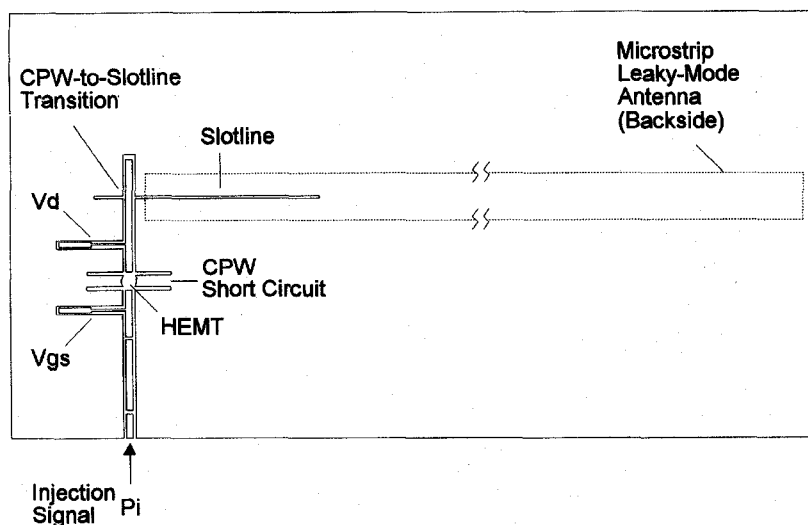 Microstrip
Leaky-Mode
Antenna
(Backside)
CPW-to-Slotline
Transition
Slotline
Vd
CPW
Short Circuit
HEMT
Vgs
Injection
Signal
Pi